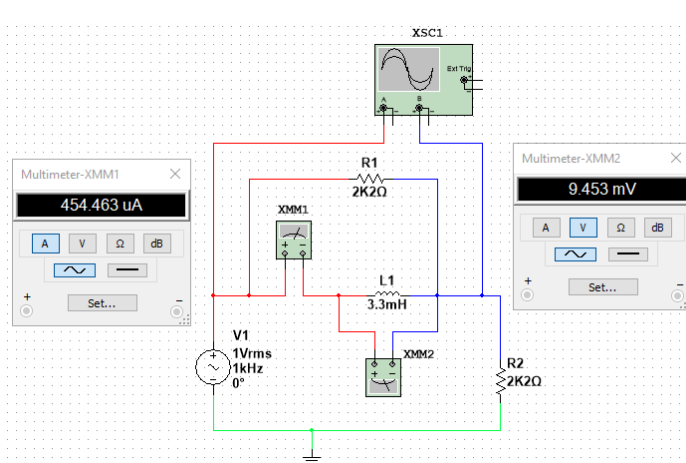 XSC1
Ext Trig
+
-
A
B
+ - + -
Multimeter-XMM1
454.463 uA
A V Ω dB
Set...
+
-
R1
2K2Ω
XMM1
+ -
L1
3.3mH
XMM2
+ -
V1
1Vrms
1kHz
0°
+
-
R2
2K2Ω
Multimeter-XMM2
9.453 mV
A V Ω dB
Set...
+
-